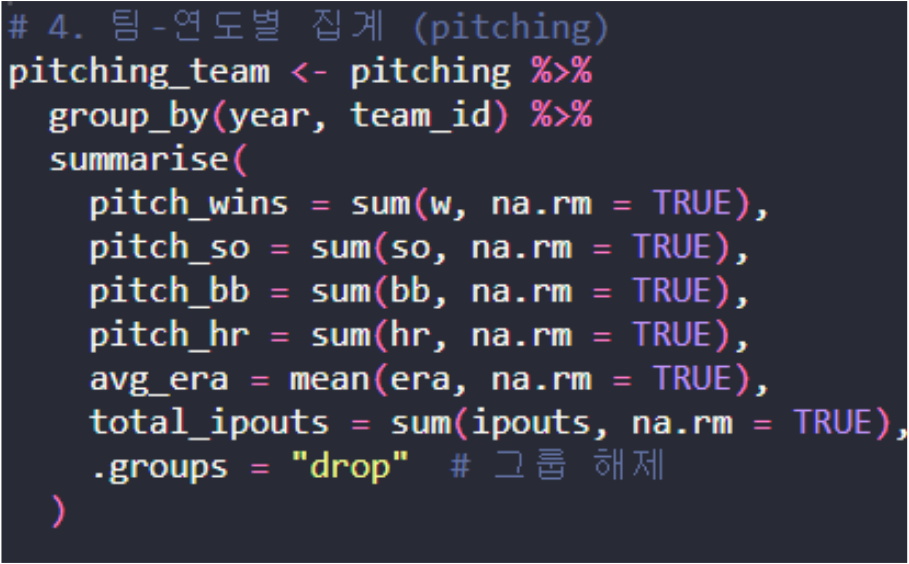 # 4. 팀-연도별 집계 (pitching)
pitching_team <- pitching %>%
  group_by(year, team_id) %>%
  summarise(
    pitch_wins = sum(w, na.rm = TRUE),
    pitch_so = sum(so, na.rm = TRUE),
    pitch_bb = sum(bb, na.rm = TRUE),
    pitch_hr = sum(hr, na.rm = TRUE),
    avg_era = mean(era, na.rm = TRUE),
    total_ipouts = sum(ipouts, na.rm = TRUE),
    .groups = "drop"  # 그룹 해제
  )